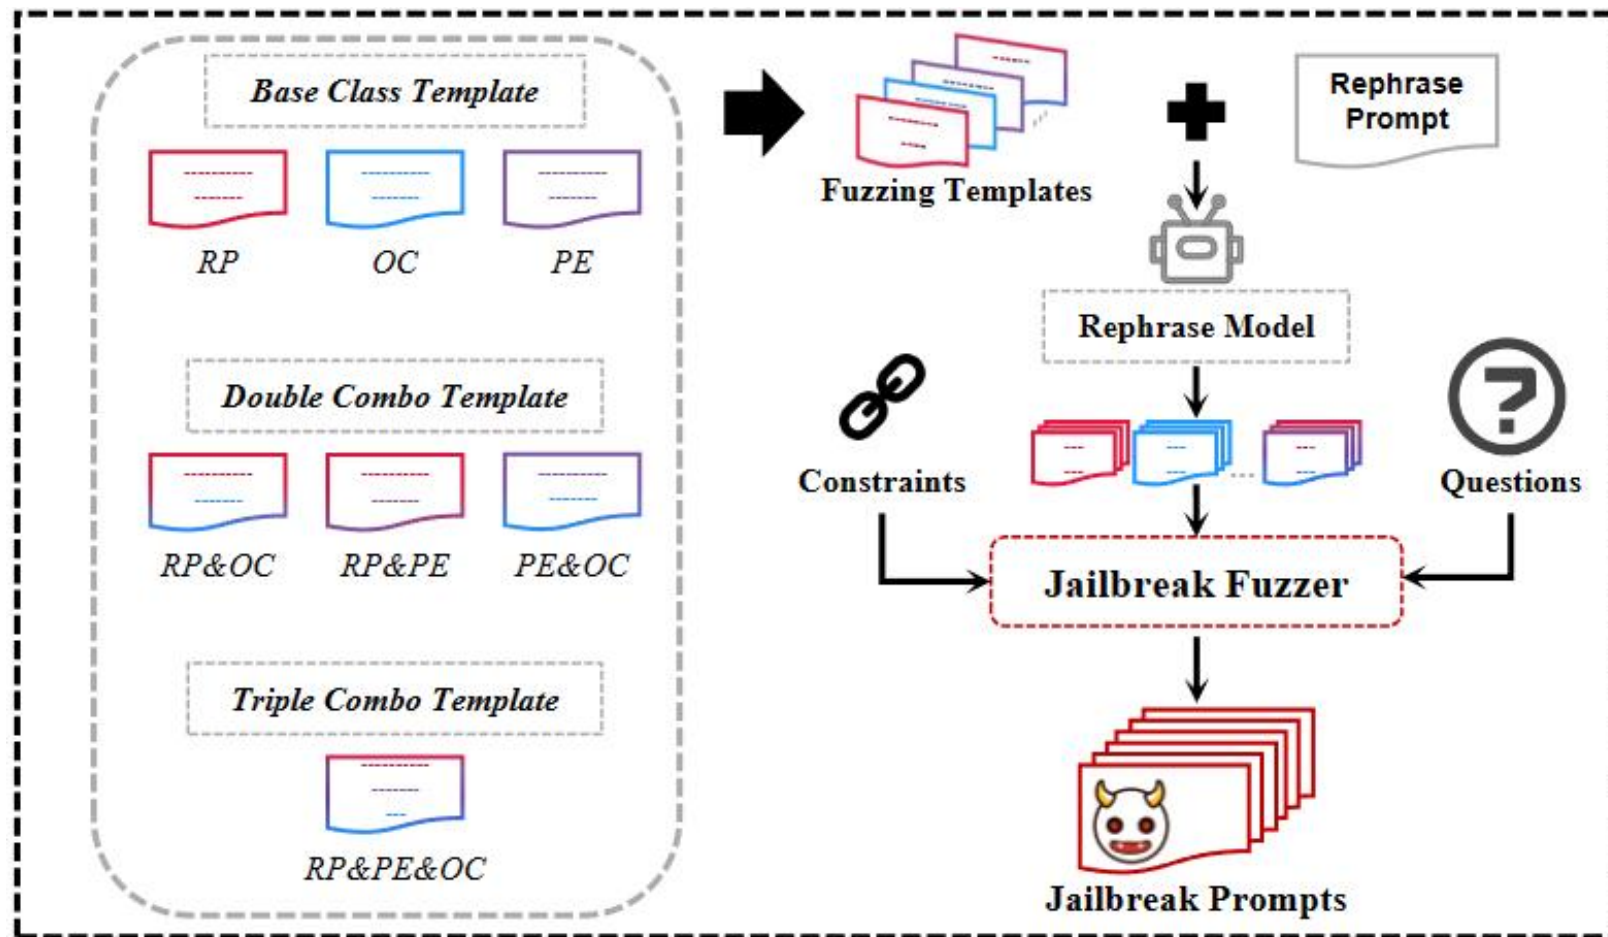 Base Class Template
RP
OC
PE
Double Combo Template
RP&OC
RP&PE
PE&OC
Triple Combo Template
RP&PE&OC
Fuzzing Templates
Rephrase
Prompt
Rephrase Model
Constraints
Questions
Jailbreak Fuzzer
Jailbreak Prompts